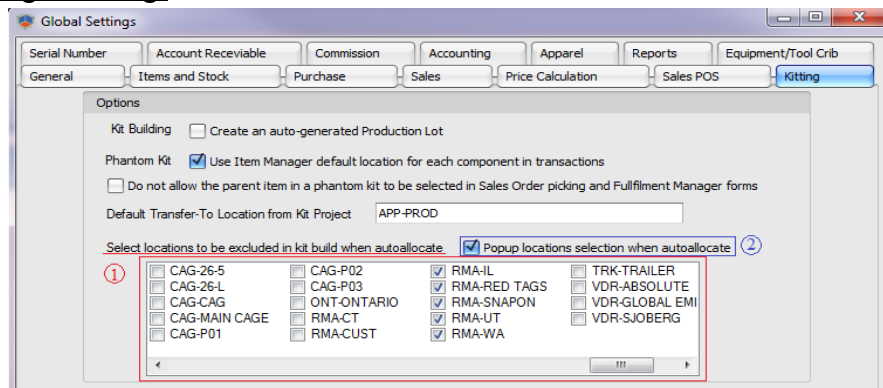 Global Settings
Serial Number Account Receviable Commission Accounting Apparel Reports Equipment/Tool Crib
General Items and Stock Purchase Sales Price Calculation Sales POS Kitting
Options
Kit Building Create an auto-generated Production Lot
Phantom Kit Use Item Manager default location for each component in transactions
Do not allow the parent item in a phantom kit to be selected in Sales Order picking and Fullfilment Manager forms
Default Transfer-To Location from Kit Project APP-PROD
Select locations to be excluded in kit build when autoallocate Popup locations selection when autoallocate 2
1
CAG-26-5 CAG-P02 RMA-IL TRK-TRAILER
CAG-26-L CAG-P03 RMA-RED TAGS VDR-ABSOLUTE
CAG-CAG ONT-ONTARIO RMA-SNAPON VDR-GLOBAL EMI
CAG-MAIN CAGE RMA-CT RMA-UT VDR-SJOBERG
CAG-P01 RMA-CUST RMA-WA